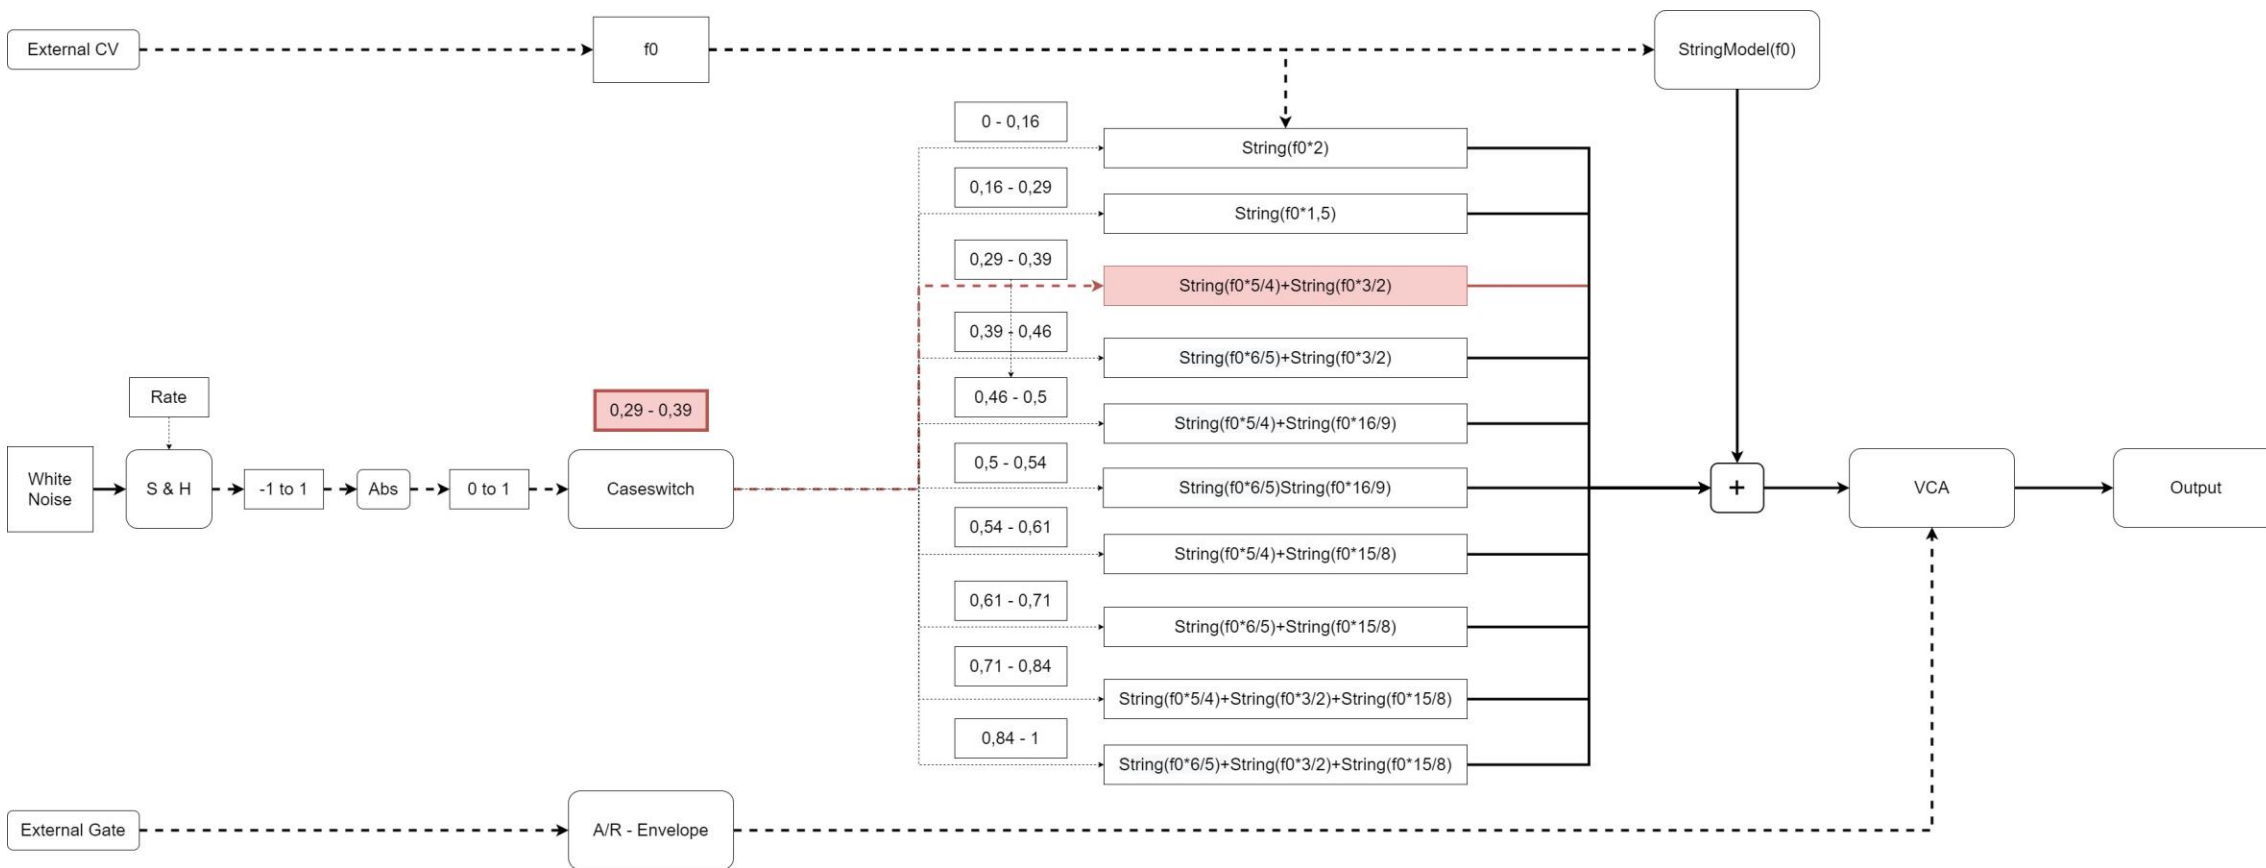 External CV
f0
StringModel(f0)
0 - 0,16
String(f0*2)
0,16 - 0,29
String(f0*1,5)
0,29 - 0,39
String(f0*5/4)+String(f0*3/2)
0,39 - 0,46
String(f0*6/5)+String(f0*3/2)
Rate
0,29 - 0,39
0,46 - 0,5
String(f0*5/4)+String(f0*16/9)
0,5 - 0,54
White
Noise
S & H
-1 to 1
Abs
0 to 1
Caseswitch
String(f0*6/5)String(f0*16/9)
+
VCA
Output
0,54 - 0,61
String(f0*5/4)+String(f0*15/8)
0,61 - 0,71
String(f0*6/5)+String(f0*15/8)
0,71 - 0,84
String(f0*5/4)+String(f0*3/2)+String(f0*15/8)
0,84 - 1
String(f0*6/5)+String(f0*3/2)+String(f0*15/8)
External Gate
A/R - Envelope